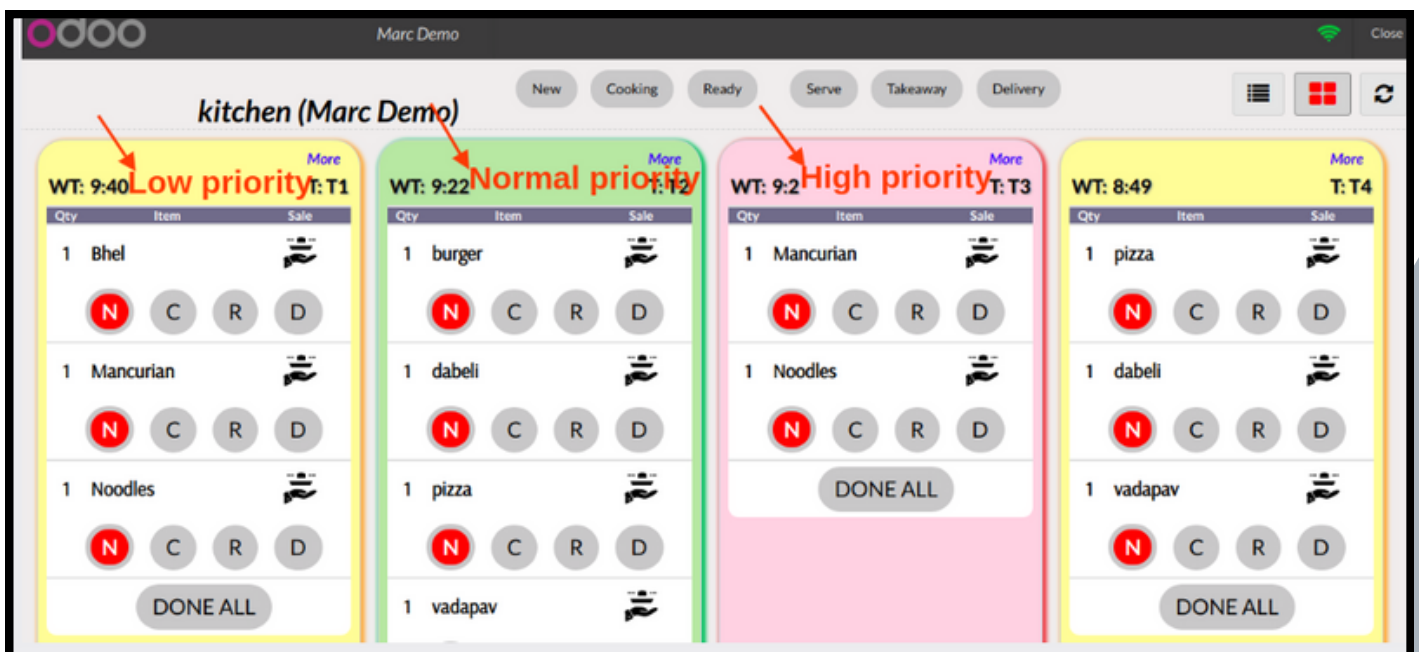 odoo Marc Demo Close
New Cooking Ready Serve Takeaway Delivery
kitchen (Marc Demo)
More
WT: 9:40 Low priority T: T1
Qty Item Sale
1 Bhel
N C R D
1 Mancurian
N C R D
1 Noodles
N C R D
DONE ALL
More
WT: 9:22 Normal priority T: T2
Qty Item Sale
1 burger
N C R D
1 dabeli
N C R D
1 pizza
N C R D
1 vadapav
More
WT: 9:2 High priority T: T3
Qty Item Sale
1 Mancurian
N C R D
1 Noodles
N C R D
DONE ALL
More
WT: 8:49 T: T4
Qty Item Sale
1 pizza
N C R D
1 dabeli
N C R D
1 vadapav
N C R D
DONE ALL